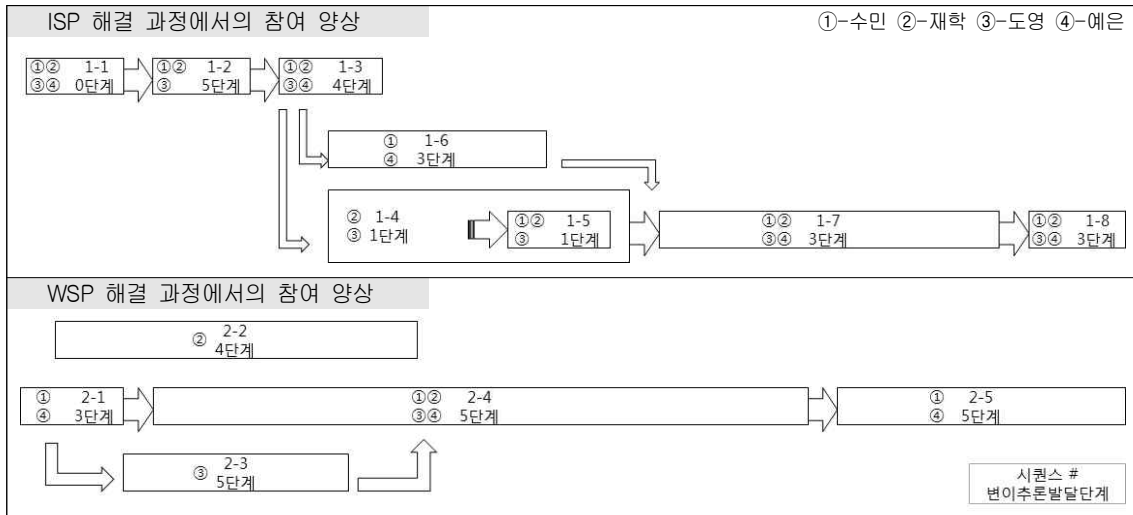 ISP 해결 과정에서의 참여 양상
①-수민 ②-재학 ③-도영 ④-예은
①② 1-1
③④ 0단계
①② 1-2
③ 5단계
①② 1-3
③④ 4단계
① 1-6
④ 3단계
② 1-4
③ 1단계
①② 1-5
③ 1단계
①② 1-7
③④ 3단계
①② 1-8
③④ 3단계
WSP 해결 과정에서의 참여 양상
② 2-2
4단계
① 2-1
④ 3단계
①② 2-4
③④ 5단계
① 2-5
④ 5단계
③ 2-3
5단계
시퀀스 #
변이추론발달단계